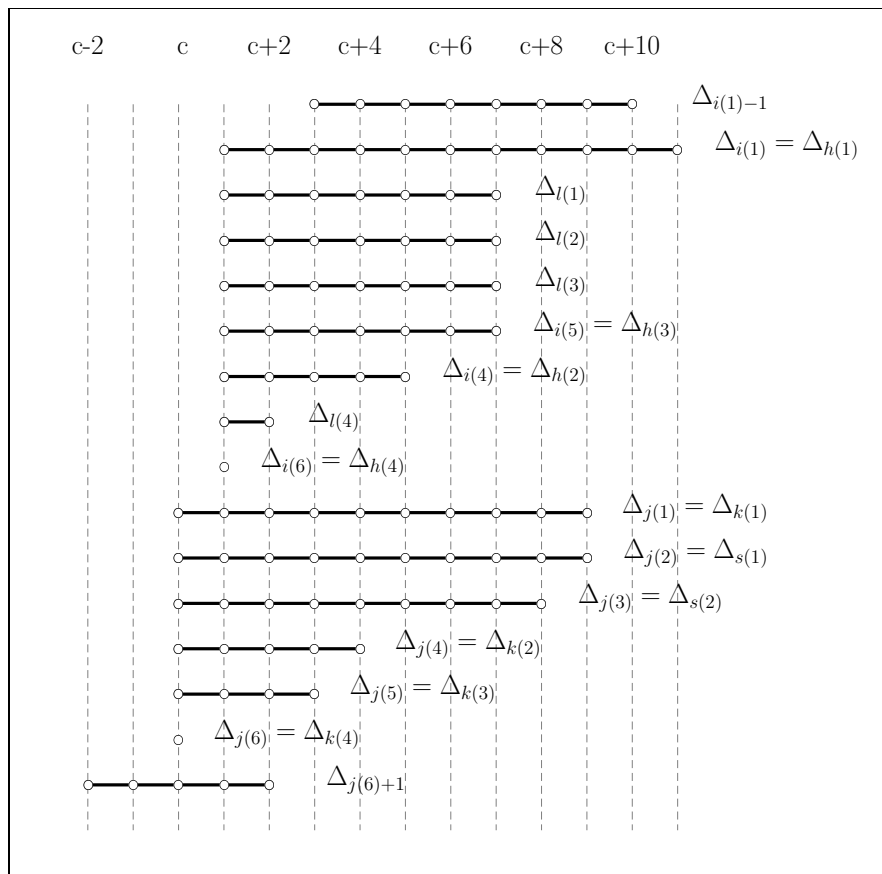 c-2 c c+2 c+4 c+6 c+8 c+10
Δ_{i(1)−1}
Δ_{i(1)} = Δ_{h(1)}
Δ_{l(1)}
Δ_{l(2)}
Δ_{l(3)}
Δ_{i(5)} = Δ_{h(3)}
Δ_{i(4)} = Δ_{h(2)}
Δ_{l(4)}
Δ_{i(6)} = Δ_{h(4)}
Δ_{j(1)} = Δ_{k(1)}
Δ_{j(2)} = Δ_{s(1)}
Δ_{j(3)} = Δ_{s(2)}
Δ_{j(4)} = Δ_{k(2)}
Δ_{j(5)} = Δ_{k(3)}
Δ_{j(6)} = Δ_{k(4)}
Δ_{j(6)+1}